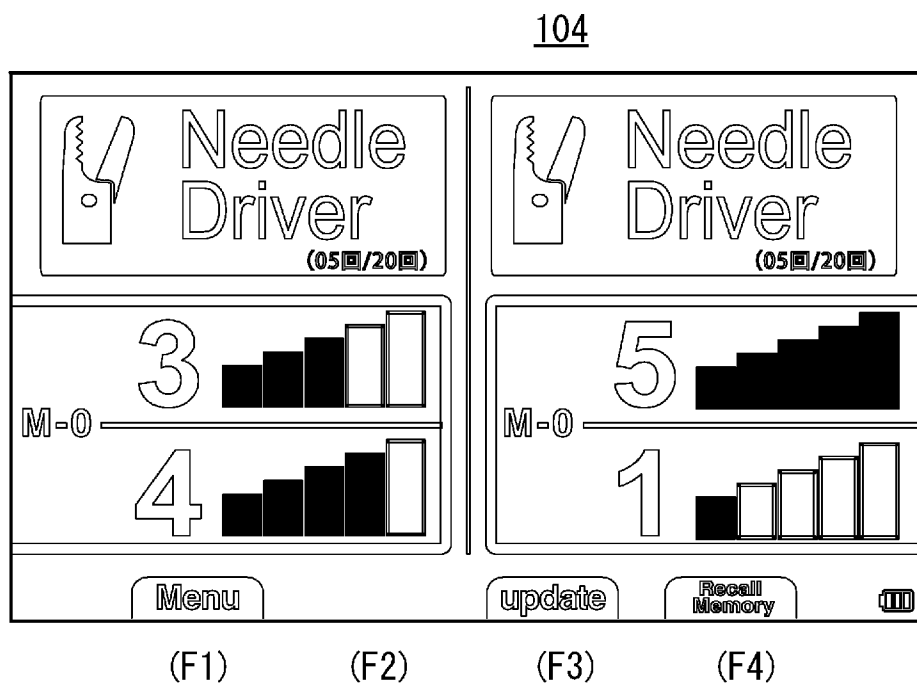 104
Needle
Driver
(05回/20回)
Needle
Driver
(05回/20回)
3
M-0
4
5
M-0
1
Menu
update
Recall
Memory
(F1)
(F2)
(F3)
(F4)